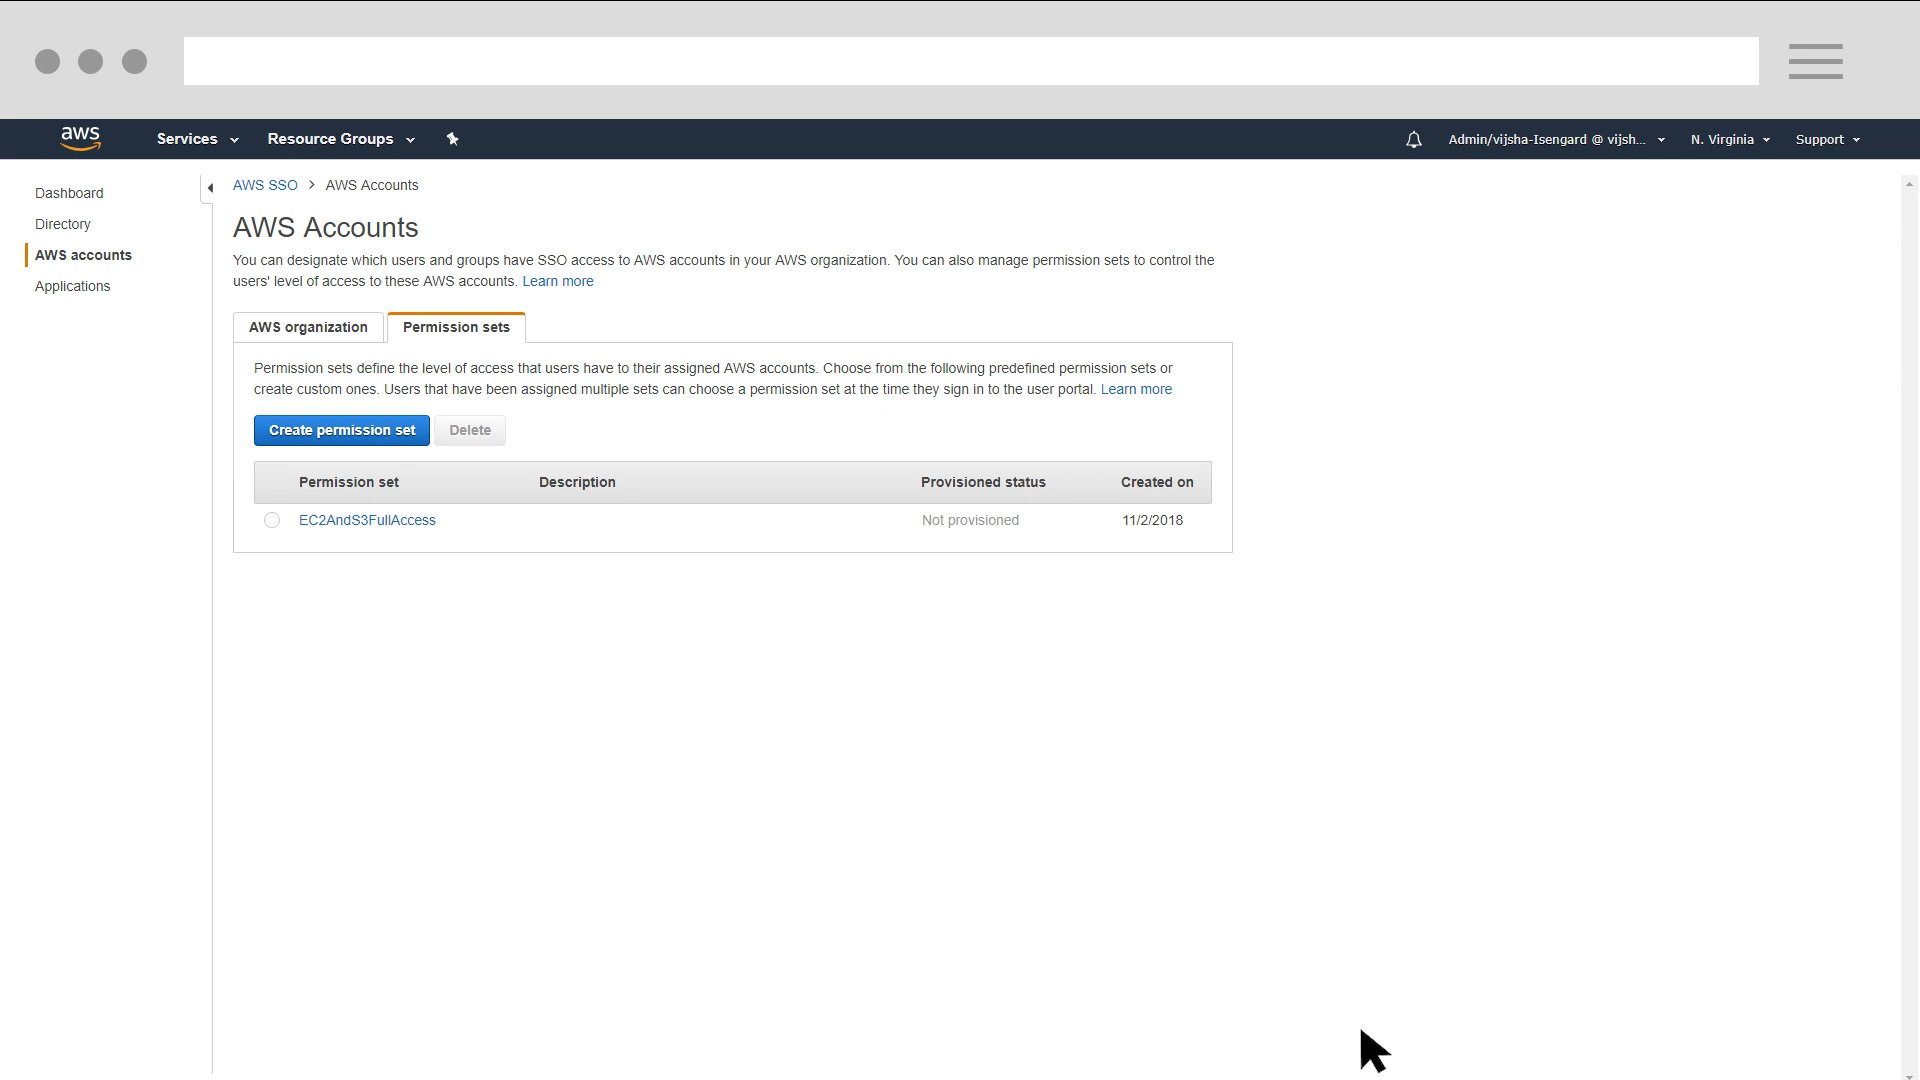 aws
Services
Resource Groups
Admin/vijsha-Isengard @ vijsh...
N. Virginia
Support
Dashboard
Directory
AWS accounts
Applications
AWS SSO > AWS Accounts
AWS Accounts
You can designate which users and groups have SSO access to AWS accounts in your AWS organization. You can also manage permission sets to control the
users' level of access to these AWS accounts. Learn more
AWS organization
Permission sets
Permission sets define the level of access that users have to their assigned AWS accounts. Choose from the following predefined permission sets or
create custom ones. Users that have been assigned multiple sets can choose a permission set at the time they sign in to the user portal. Learn more
Create permission set
Delete
Permission set Description Provisioned status Created on
EC2AndS3FullAccess Not provisioned 11/2/2018